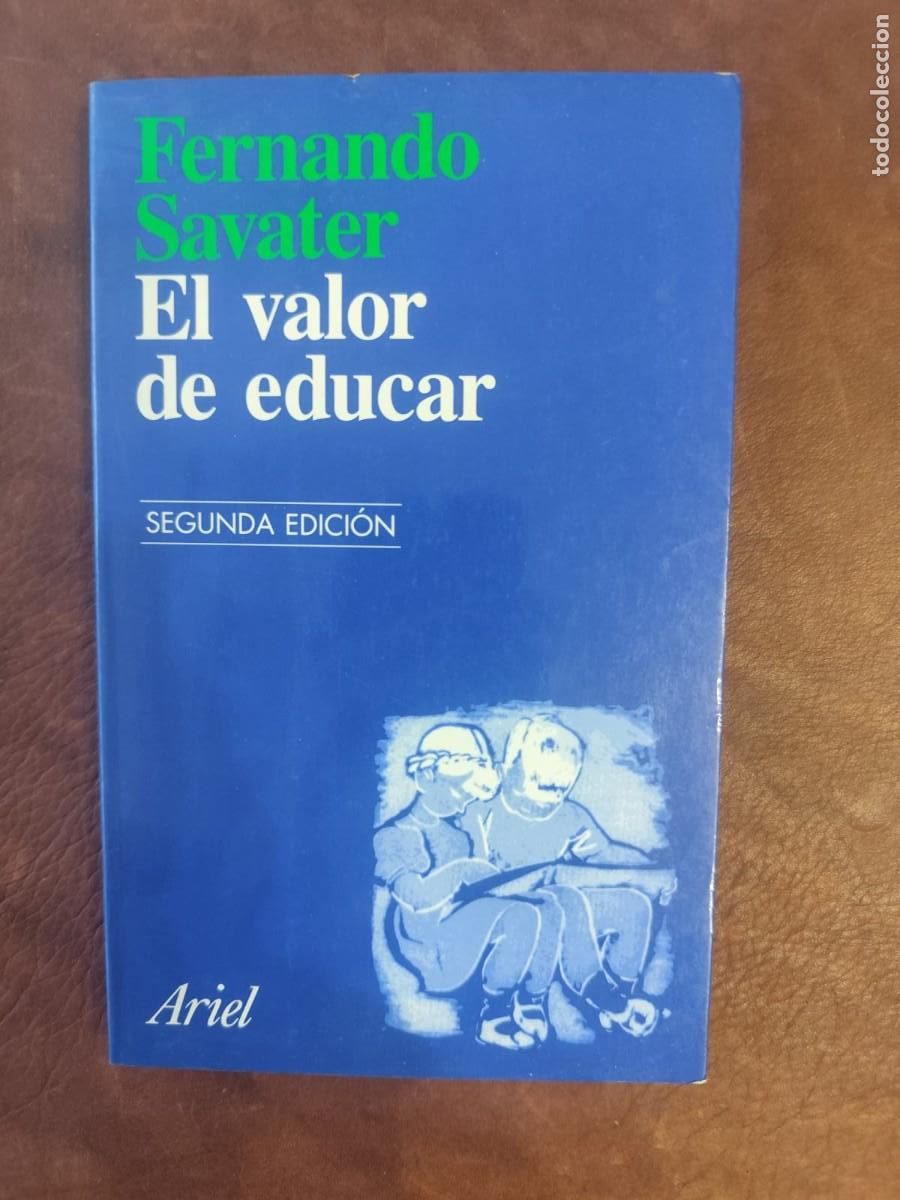 Fernando
Savater
El valor
de educar
SEGUNDA EDICIÓN
Ariel
todocoleccion